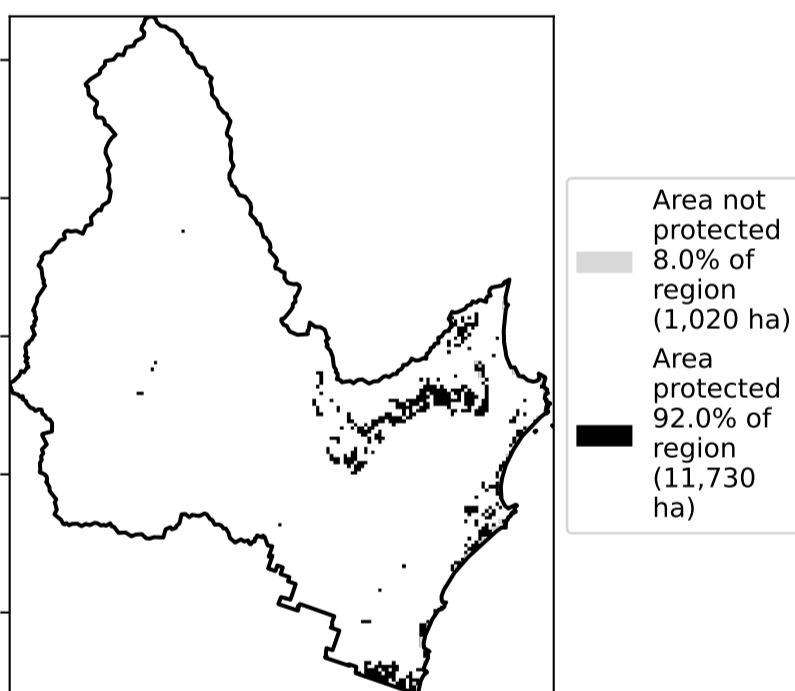 Area not
protected
8.0% of
region
(1,020 ha)
Area
protected
92.0% of
region
(11,730
ha)